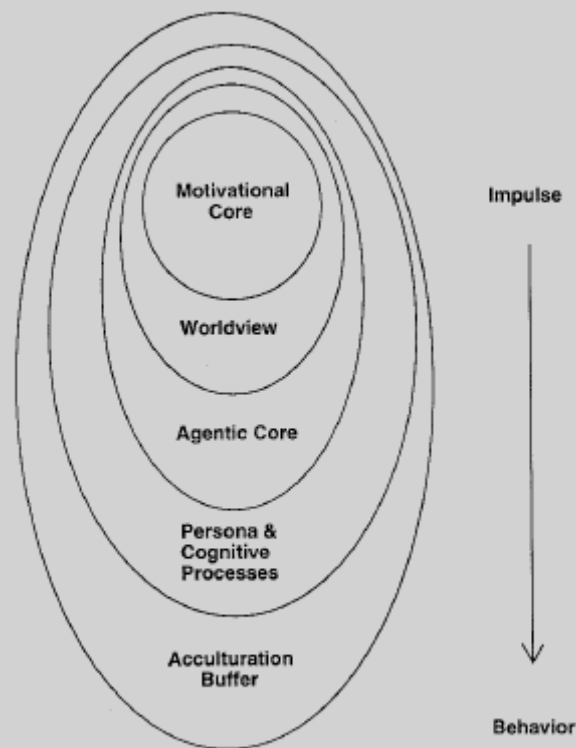 Motivational
Core
Impulse
Worldview
Agentic Core
Persona &
Cognitive
Processes
Acculturation
Buffer
Behavior